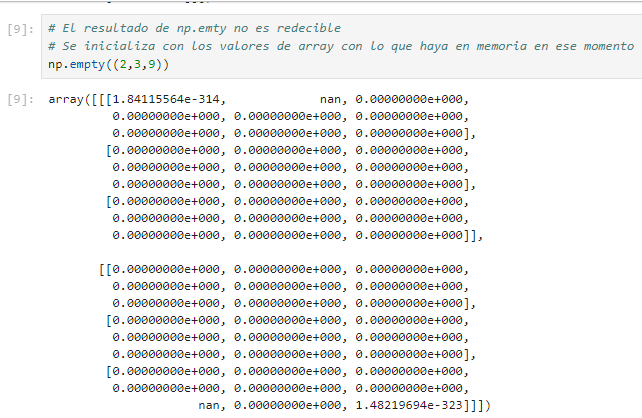 [9]: # El resultado de np.emty no es redecible
# Se inicializa con los valores de array con lo que haya en memoria en ese momento
np.empty((2,3,9))
[9]: array([[[1.84115564e-314, nan, 0.00000000e+000,
0.00000000e+000, 0.00000000e+000, 0.00000000e+000,
0.00000000e+000, 0.00000000e+000, 0.00000000e+000],
[0.00000000e+000, 0.00000000e+000, 0.00000000e+000,
0.00000000e+000, 0.00000000e+000, 0.00000000e+000,
0.00000000e+000, 0.00000000e+000, 0.00000000e+000],
[0.00000000e+000, 0.00000000e+000, 0.00000000e+000,
0.00000000e+000, 0.00000000e+000, 0.00000000e+000,
0.00000000e+000, 0.00000000e+000, 0.00000000e+000]],
[[0.00000000e+000, 0.00000000e+000, 0.00000000e+000,
0.00000000e+000, 0.00000000e+000, 0.00000000e+000,
0.00000000e+000, 0.00000000e+000, 0.00000000e+000],
[0.00000000e+000, 0.00000000e+000, 0.00000000e+000,
0.00000000e+000, 0.00000000e+000, 0.00000000e+000,
0.00000000e+000, 0.00000000e+000, 0.00000000e+000],
[0.00000000e+000, 0.00000000e+000, 0.00000000e+000,
0.00000000e+000, 0.00000000e+000, 0.00000000e+000,
nan, 0.00000000e+000, 1.48219694e-323]]])